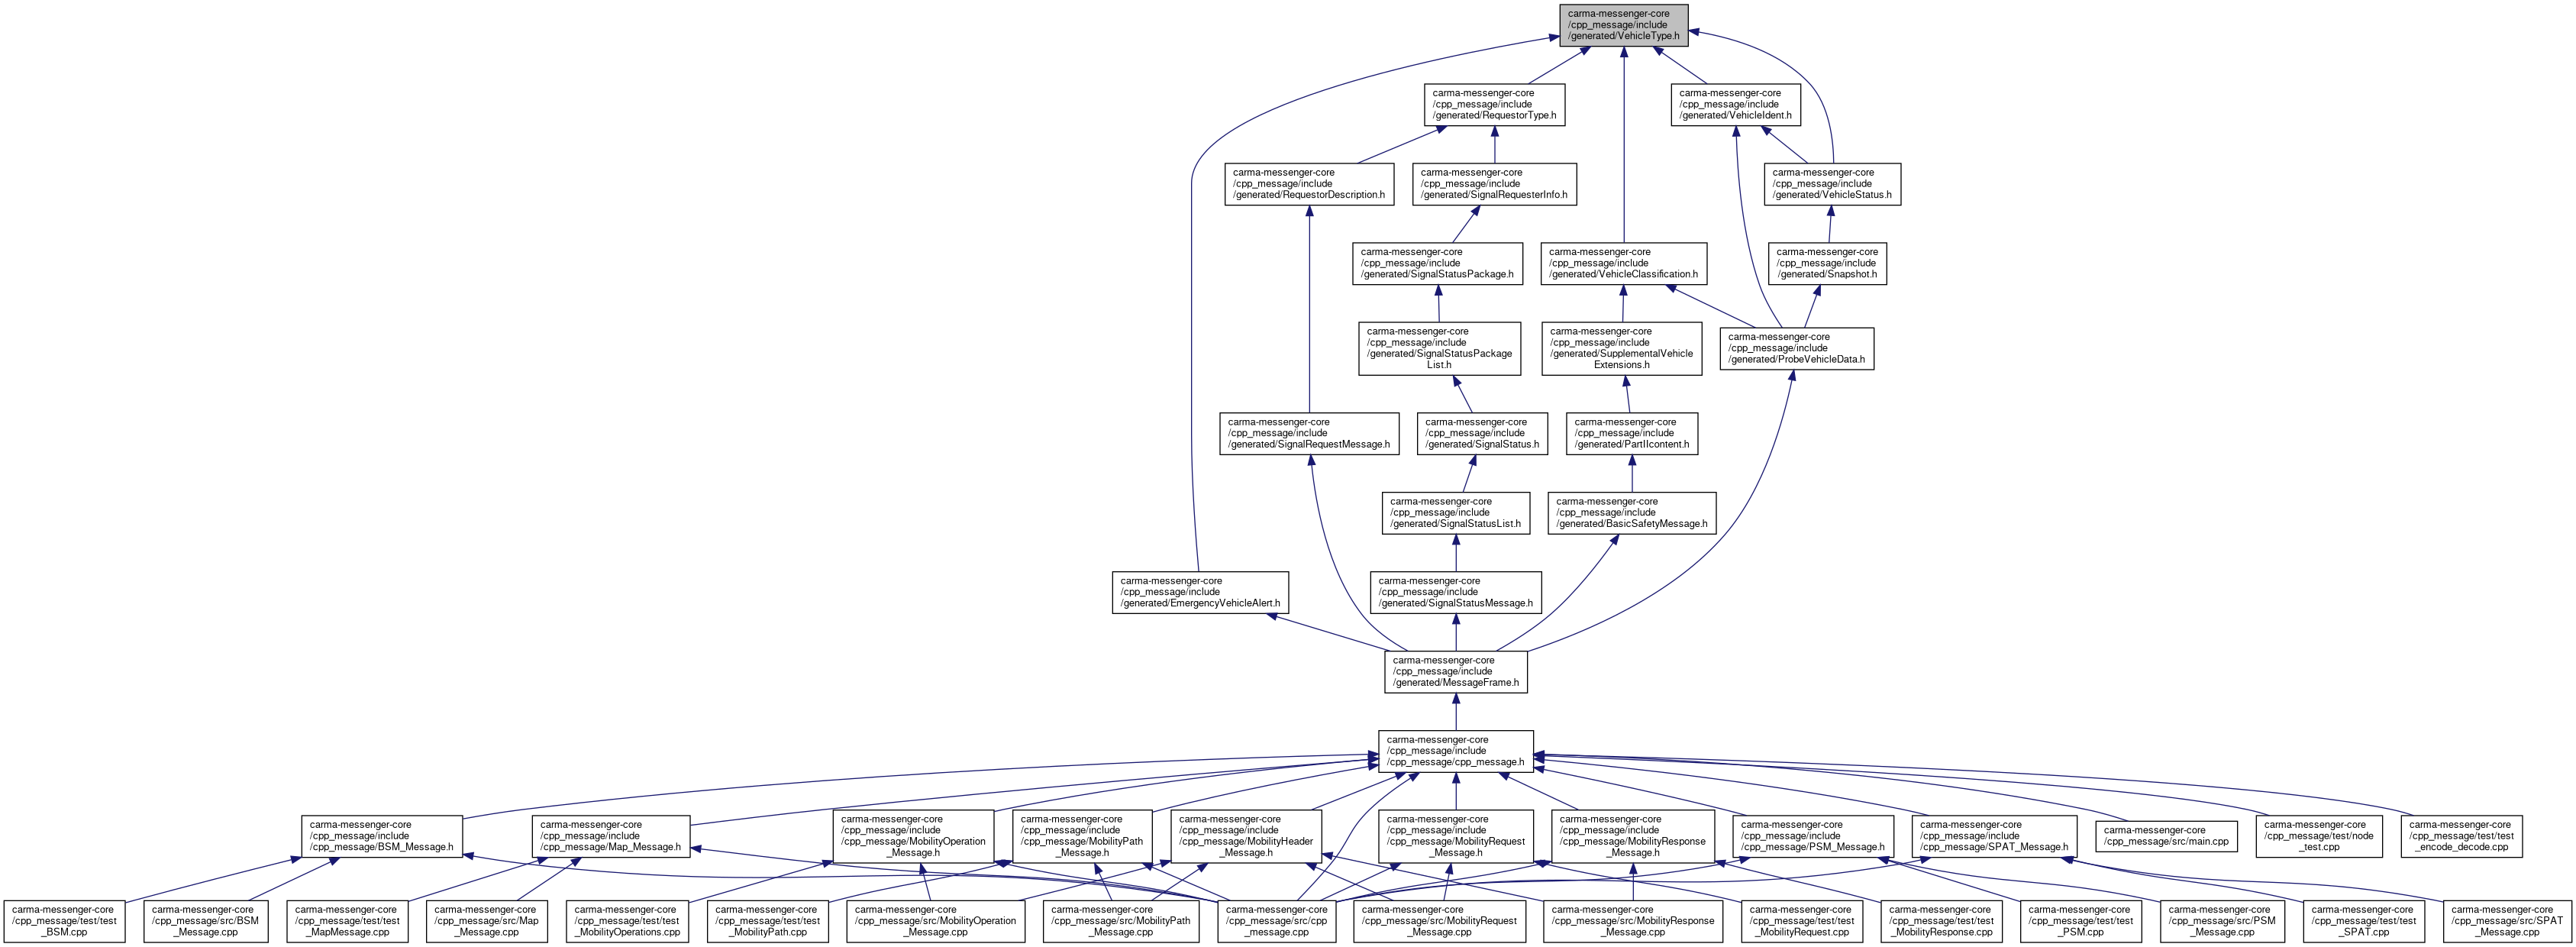 carma-messenger-core
/cpp_message/include
/generated/VehicleType.h
carma-messenger-core
/cpp_message/include
/generated/RequestorType.h
carma-messenger-core
/cpp_message/include
/generated/VehicleIdent.h
carma-messenger-core
/cpp_message/include
/generated/RequestorDescription.h
carma-messenger-core
/cpp_message/include
/generated/SignalRequesterInfo.h
carma-messenger-core
/cpp_message/include
/generated/VehicleStatus.h
carma-messenger-core
/cpp_message/include
/generated/SignalStatusPackage.h
carma-messenger-core
/cpp_message/include
/generated/VehicleClassification.h
carma-messenger-core
/cpp_message/include
/generated/Snapshot.h
carma-messenger-core
/cpp_message/include
/generated/SignalStatusPackage
List.h
carma-messenger-core
/cpp_message/include
/generated/SupplementalVehicle
Extensions.h
carma-messenger-core
/cpp_message/include
/generated/ProbeVehicleData.h
carma-messenger-core
/cpp_message/include
/generated/SignalRequestMessage.h
carma-messenger-core
/cpp_message/include
/generated/SignalStatus.h
carma-messenger-core
/cpp_message/include
/generated/PartIIcontent.h
carma-messenger-core
/cpp_message/include
/generated/SignalStatusList.h
carma-messenger-core
/cpp_message/include
/generated/BasicSafetyMessage.h
carma-messenger-core
/cpp_message/include
/generated/EmergencyVehicleAlert.h
carma-messenger-core
/cpp_message/include
/generated/SignalStatusMessage.h
carma-messenger-core
/cpp_message/include
/generated/MessageFrame.h
carma-messenger-core
/cpp_message/include
/cpp_message/cpp_message.h
carma-messenger-core
/cpp_message/include
/cpp_message/BSM_Message.h
carma-messenger-core
/cpp_message/include
/cpp_message/Map_Message.h
carma-messenger-core
/cpp_message/include
/cpp_message/MobilityOperation
_Message.h
carma-messenger-core
/cpp_message/include
/cpp_message/MobilityPath
_Message.h
carma-messenger-core
/cpp_message/include
/cpp_message/MobilityHeader
_Message.h
carma-messenger-core
/cpp_message/include
/cpp_message/MobilityRequest
_Message.h
carma-messenger-core
/cpp_message/include
/cpp_message/MobilityResponse
_Message.h
carma-messenger-core
/cpp_message/include
/cpp_message/PSM_Message.h
carma-messenger-core
/cpp_message/include
/cpp_message/SPAT_Message.h
carma-messenger-core
/cpp_message/src/main.cpp
carma-messenger-core
/cpp_message/test/node
_test.cpp
carma-messenger-core
/cpp_message/test/test
_encode_decode.cpp
carma-messenger-core
/cpp_message/test/test
_BSM.cpp
carma-messenger-core
/cpp_message/src/BSM
_Message.cpp
carma-messenger-core
/cpp_message/test/test
_MapMessage.cpp
carma-messenger-core
/cpp_message/src/Map
_Message.cpp
carma-messenger-core
/cpp_message/test/test
_MobilityOperations.cpp
carma-messenger-core
/cpp_message/test/test
_MobilityPath.cpp
carma-messenger-core
/cpp_message/src/MobilityOperation
_Message.cpp
carma-messenger-core
/cpp_message/src/MobilityPath
_Message.cpp
carma-messenger-core
/cpp_message/src/cpp
_message.cpp
carma-messenger-core
/cpp_message/src/MobilityRequest
_Message.cpp
carma-messenger-core
/cpp_message/src/MobilityResponse
_Message.cpp
carma-messenger-core
/cpp_message/test/test
_MobilityRequest.cpp
carma-messenger-core
/cpp_message/test/test
_MobilityResponse.cpp
carma-messenger-core
/cpp_message/test/test
_PSM.cpp
carma-messenger-core
/cpp_message/src/PSM
_Message.cpp
carma-messenger-core
/cpp_message/test/test
_SPAT.cpp
carma-messenger-core
/cpp_message/src/SPAT
_Message.cpp